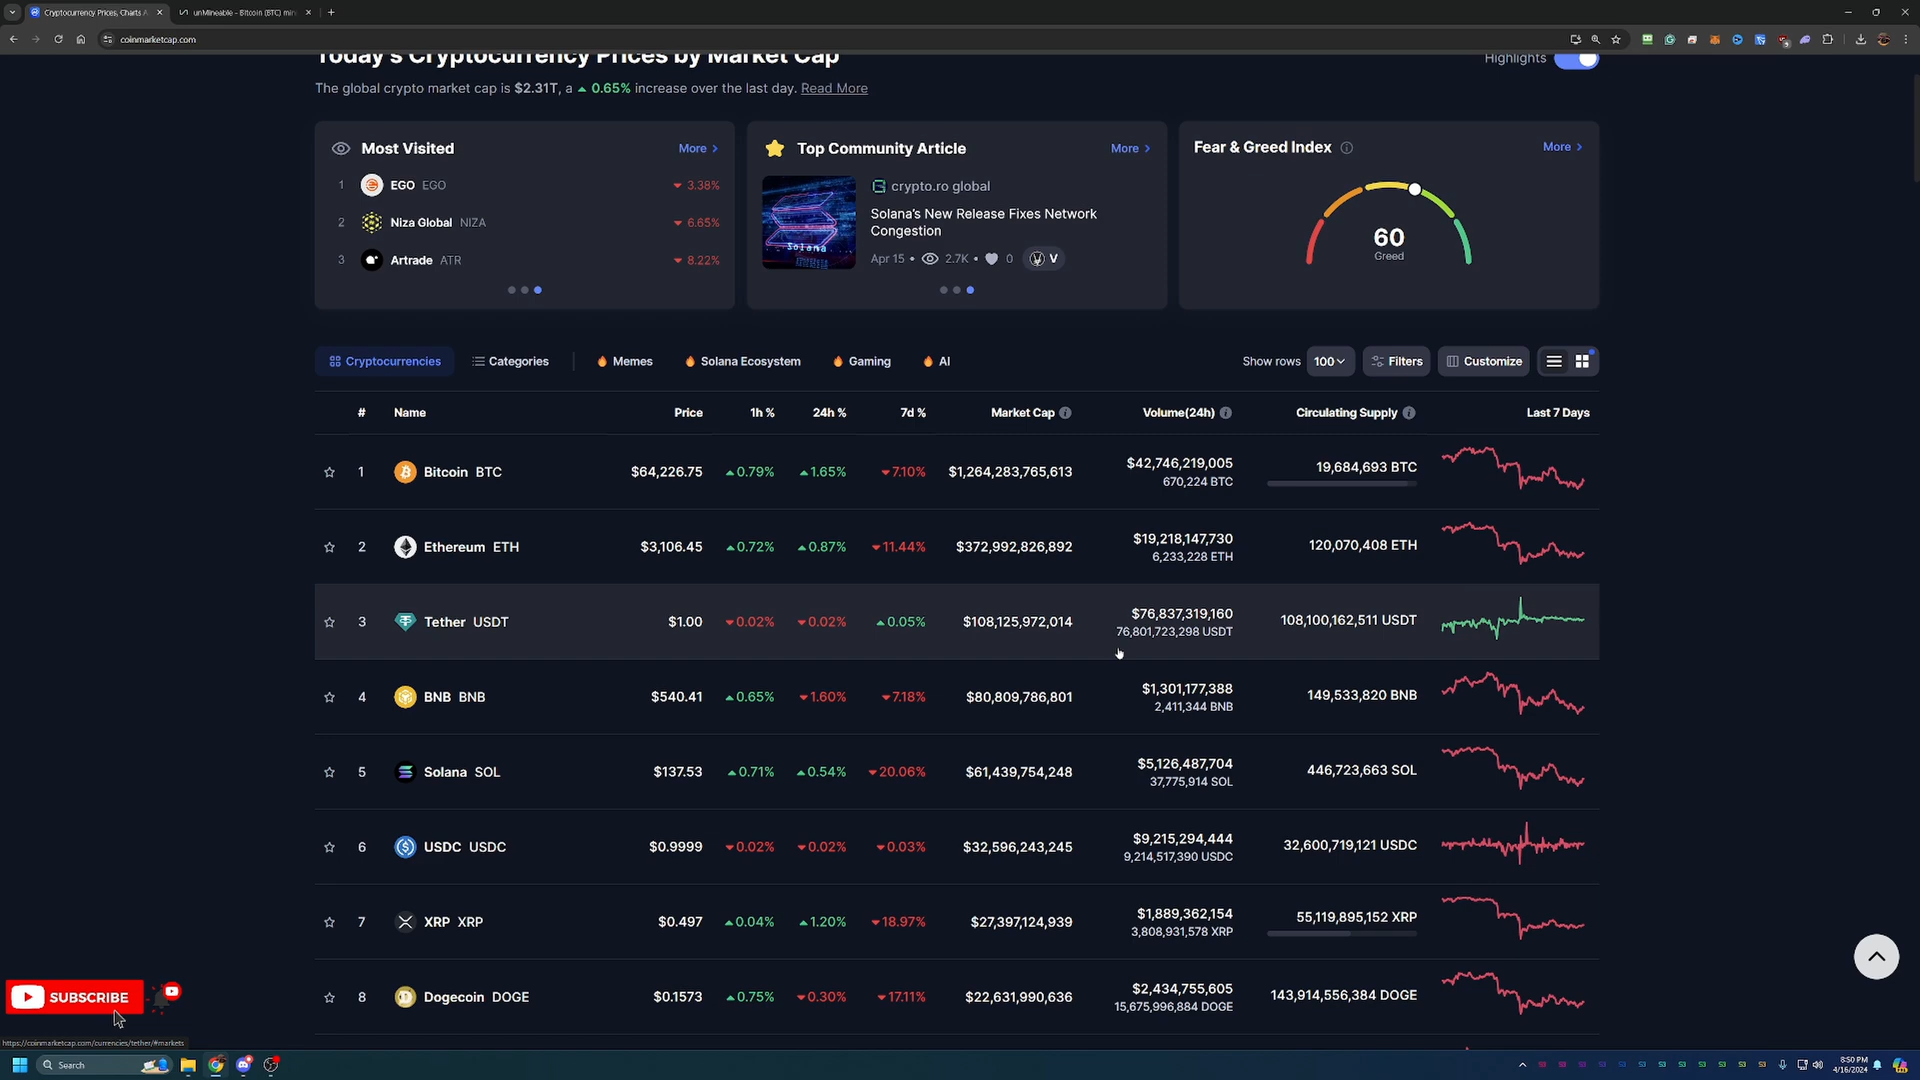 Cryptocurrency Prices, Charts A
unMineable - Bitcoin (BTC) min
coinmarketcap.com
Today's Cryptocurrency Prices by Market Cap
Highlights
The global crypto market cap is $2.31T, a 0.65% increase over the last day. Read More
Most Visited
More
1 EGO EGO 3.38%
2 Niza Global NIZA 6.65%
3 Artrade ATR 8.22%
Top Community Article
More
crypto.ro global
Solana's New Release Fixes Network
Congestion
Solana
Apr 15 • 2.7K • 0 V
Fear & Greed Index
More
60
Greed
Cryptocurrencies Categories Memes Solana Ecosystem Gaming AI Show rows 100 Filters Customize
# Name Price 1h % 24h % 7d % Market Cap Volume(24h) Circulating Supply Last 7 Days
1 Bitcoin BTC $64,226.75 0.79% 1.65% 7.10% $1,264,283,765,613 $42,746,219,005 19,684,693 BTC
670,224 BTC
2 Ethereum ETH $3,106.45 0.72% 0.87% 11.44% $372,992,826,892 $19,218,147,730 120,070,408 ETH
6,233,228 ETH
3 Tether USDT $1.00 0.02% 0.02% 0.05% $108,125,972,014 $76,837,319,160 108,100,162,511 USDT
76,801,723,298 USDT
4 BNB BNB $540.41 0.65% 1.60% 7.18% $80,809,786,801 $1,301,177,388 149,533,820 BNB
2,411,344 BNB
5 Solana SOL $137.53 0.71% 0.54% 20.06% $61,439,754,248 $5,126,487,704 446,723,663 SOL
37,775,914 SOL
6 USDC USDC $0.9999 0.02% 0.02% 0.03% $32,596,243,245 $9,215,294,444 32,600,719,121 USDC
9,214,517,390 USDC
7 XRP XRP $0.497 0.04% 1.20% 18.97% $27,397,124,939 $1,889,362,154 55,119,895,152 XRP
3,808,931,578 XRP
8 Dogecoin DOGE $0.1573 0.75% 0.30% 17.11% $22,631,990,636 $2,434,755,605 143,914,556,384 DOGE
15,675,996,884 DOGE
SUBSCRIBE
https://coinmarketcap.com/currencies/tether/#markets
Search
8:50 PM
4/16/2024